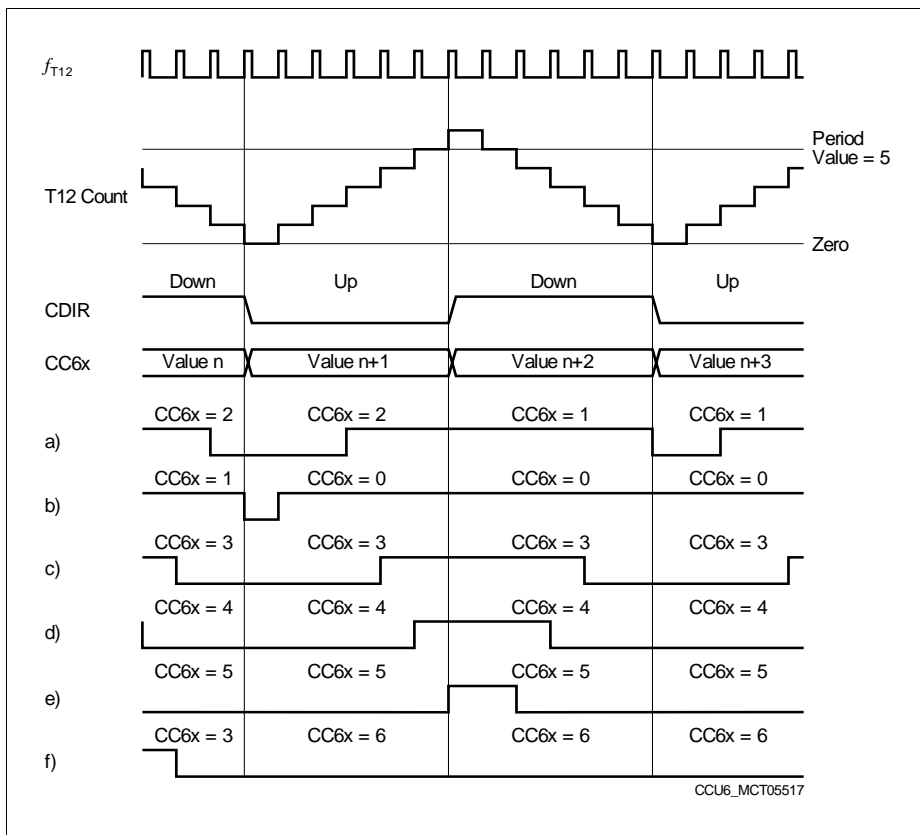 fT12
Period
Value = 5
T12 Count
Zero
Down Up Down Up
CDIR
CC6x Value n Value n+1 Value n+2 Value n+3
CC6x = 2 CC6x = 2 CC6x = 1 CC6x = 1
a)
CC6x = 1 CC6x = 0 CC6x = 0 CC6x = 0
b)
CC6x = 3 CC6x = 3 CC6x = 3 CC6x = 3
c)
CC6x = 4 CC6x = 4 CC6x = 4 CC6x = 4
d)
CC6x = 5 CC6x = 5 CC6x = 5 CC6x = 5
e)
CC6x = 3 CC6x = 6 CC6x = 6 CC6x = 6
f)
CCU6_MCT05517